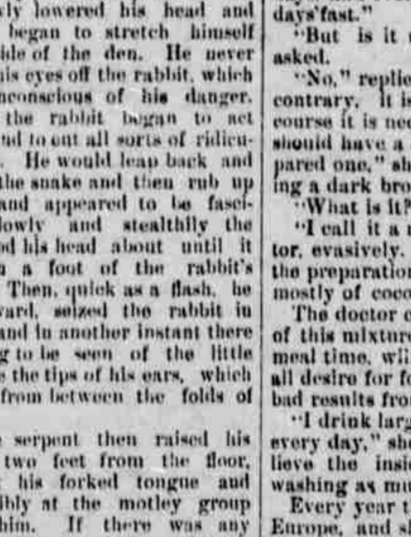 vly lowered his head and
began to stretch himself
ide of the den. He never
his eyes off the rabbit, which
nconscious of his danger.
the rabbit began to act
nd to cut all sorts of ridicu-
. He would leap back and
the snake and then rub up
and appeared to be fasci-
lowly and stealthily the
ed his head about until it
n a foot of the rabbit's
Then, quick as a flash, he
ward, seized the rabbit in
and in another instant there
g to be seen of the little
e the tips of his ears, which
from between the folds of
e serpent then raised his
two feet from the floor,
t his forked tongue and
ibly at the motley group
him. If there was any
days' fast."
"But is it
asked.
"No," replie
contrary. It is
course it is nec
should have a
pared one," sh
ing a dark bro
"What is it?
"I call it a
tor, evasively.
the preparation
mostly of coco
The doctor c
of this mixture
meal time, wil
all desire for fo
bad results fro
"I drink larg
every day," she
lieve the insi
washing as mu
Every year t
Europe, and s